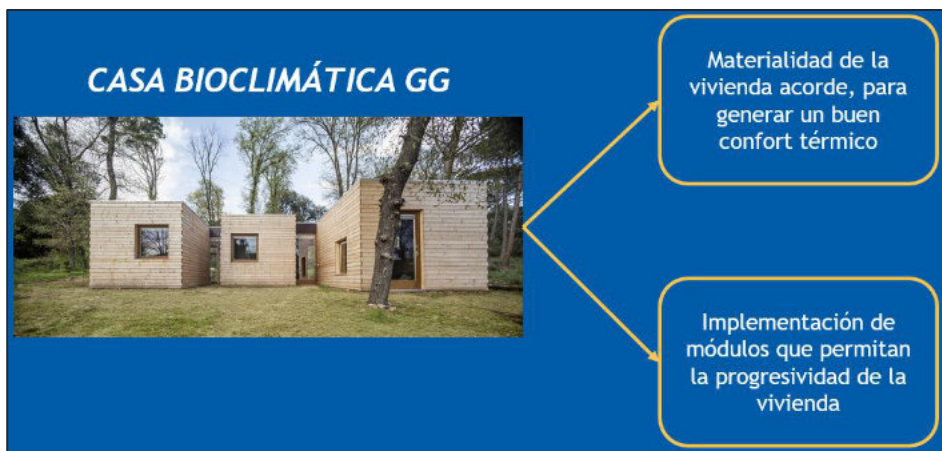 CASA BIOCLIMÁTICA GG
Materialidad de la
vivienda acorde, para
generar un buen
confort térmico
Implementación de
módulos que permitan
la progresividad de la
vivienda